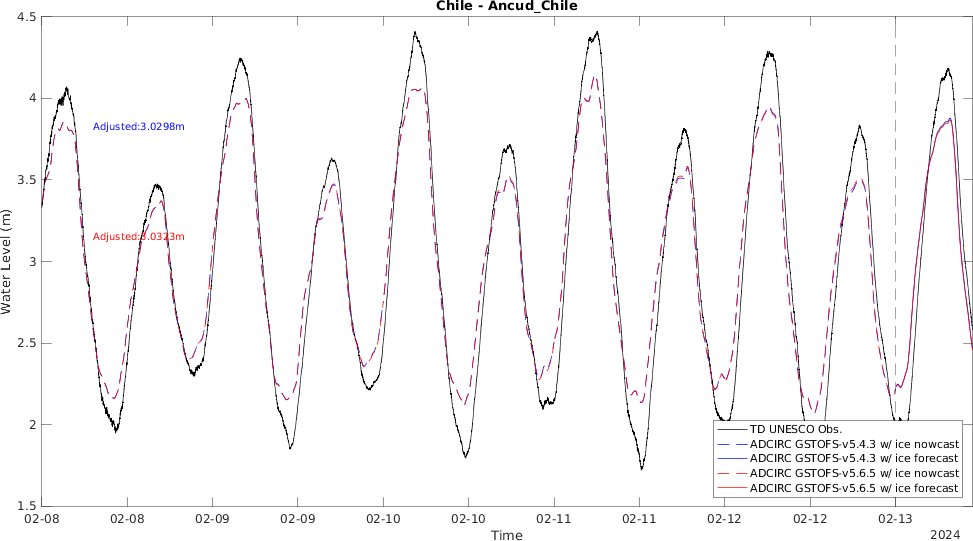 Chile - Ancud_Chile
4.5
4
3.5
3
2.5
2
1.5
Water Level (m)
Adjusted:3.0298m
Adjusted:3.0323m
TD UNESCO Obs.
ADCIRC GSTOFS-v5.4.3 w/ ice nowcast
ADCIRC GSTOFS-v5.4.3 w/ ice forecast
ADCIRC GSTOFS-v5.6.5 w/ ice nowcast
ADCIRC GSTOFS-v5.6.5 w/ ice forecast
02-08 02-08 02-09 02-09 02-10 02-10 02-11 02-11 02-12 02-12 02-13
Time
2024